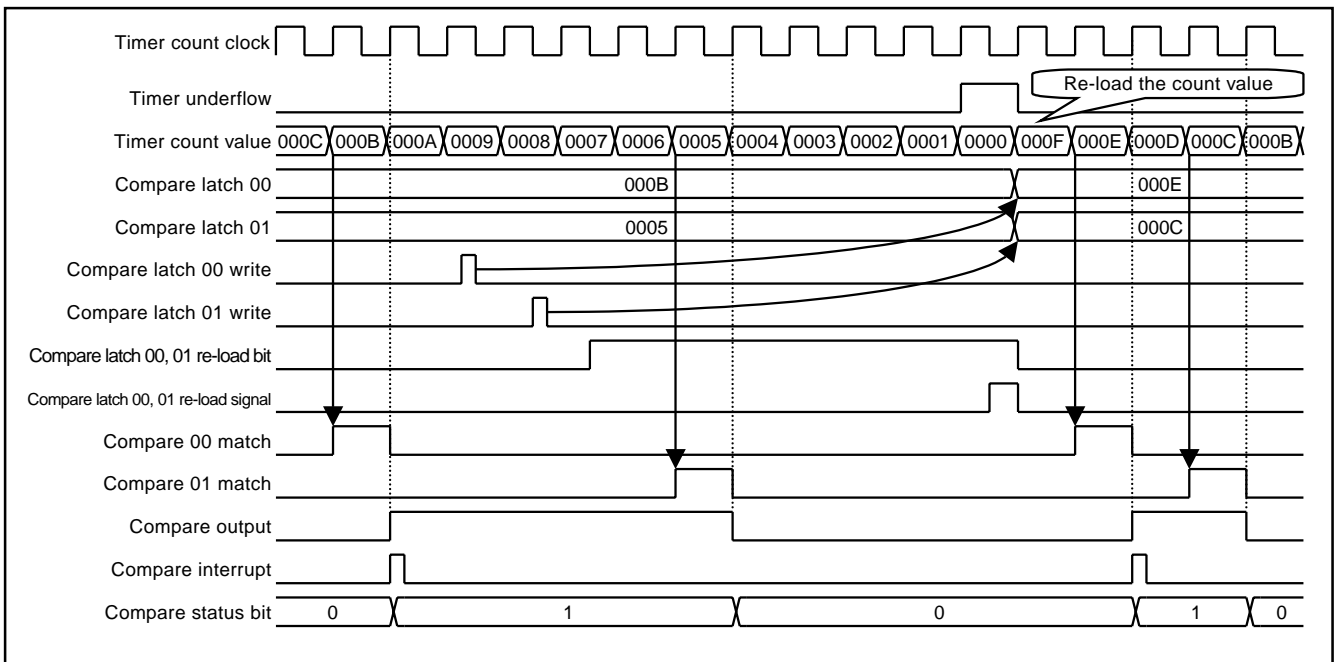 Timer count clock
Re-load the count value
Timer underflow
Timer count value 000C 000B 000A 0009 0008 0007 0006 0005 0004 0003 0002 0001 0000 000F 000E 000D 000C 000B
Compare latch 00 000B 000E
Compare latch 01 0005 000C
Compare latch 00 write
Compare latch 01 write
Compare latch 00, 01 re-load bit
Compare latch 00, 01 re-load signal
Compare 00 match
Compare 01 match
Compare output
Compare interrupt
Compare status bit 0 1 0 1 0